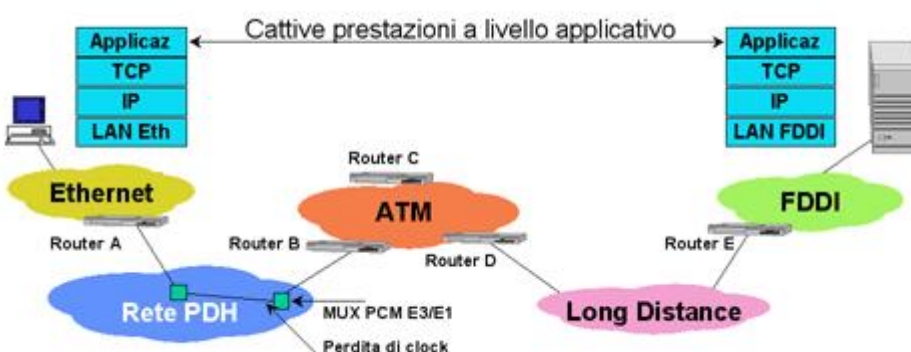 Cattive prestazioni a livello applicativo
Applicaz
TCP
IP
LAN Eth
Applicaz
TCP
IP
LAN FDDI
Ethernet
Router A
Router C
ATM
Router B
Router D
FDDI
Router E
Rete PDH
MUX PCM E3/E1
Perdita di clock
Long Distance